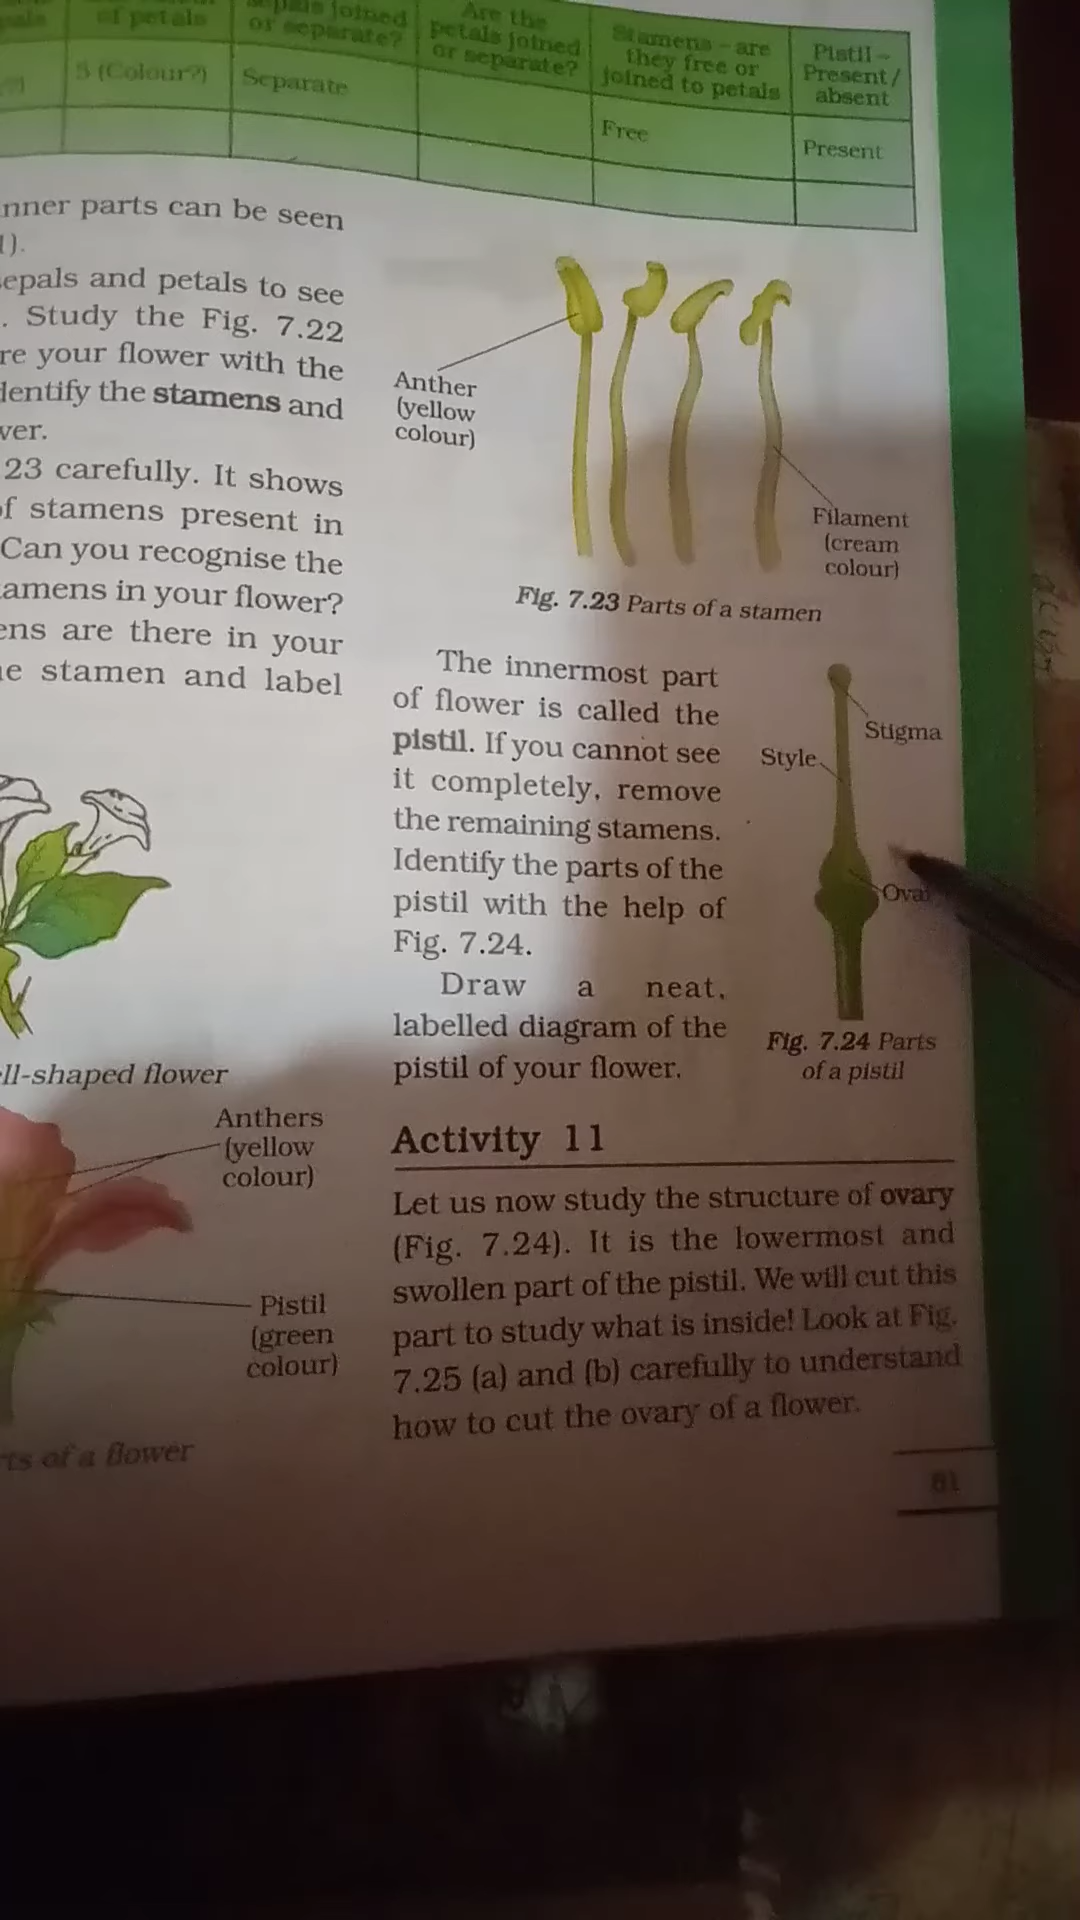 of petals
or separate?
Are the
petals joined
or separate?
Stamens - are
they free or
joined to petals
Pistil -
Present/
absent
5 (Colour?)
Separate
Free
Present
nner parts can be seen
1).
sepals and petals to see
. Study the Fig. 7.22
re your flower with the
dentify the stamens and
wer.
23 carefully. It shows
of stamens present in
Can you recognise the
tamens in your flower?
ens are there in your
ne stamen and label
ll-shaped flower
Anthers
(yellow
colour)
Pistil
(green
colour)
rts of a flower
Anther
(yellow
colour)
Filament
(cream
colour)
Fig. 7.23 Parts of a stamen
The innermost part
of flower is called the
pistil. If you cannot see
it completely, remove
the remaining stamens.
Identify the parts of the
pistil with the help of
Fig. 7.24.
Draw a neat,
labelled diagram of the
pistil of your flower.
Stigma
Style
Ova
Fig. 7.24 Parts
of a pistil
Activity 11
Let us now study the structure of ovary
(Fig. 7.24). It is the lowermost and
swollen part of the pistil. We will cut this
part to study what is inside! Look at Fig.
7.25 (a) and (b) carefully to understand
how to cut the ovary of a flower.
81